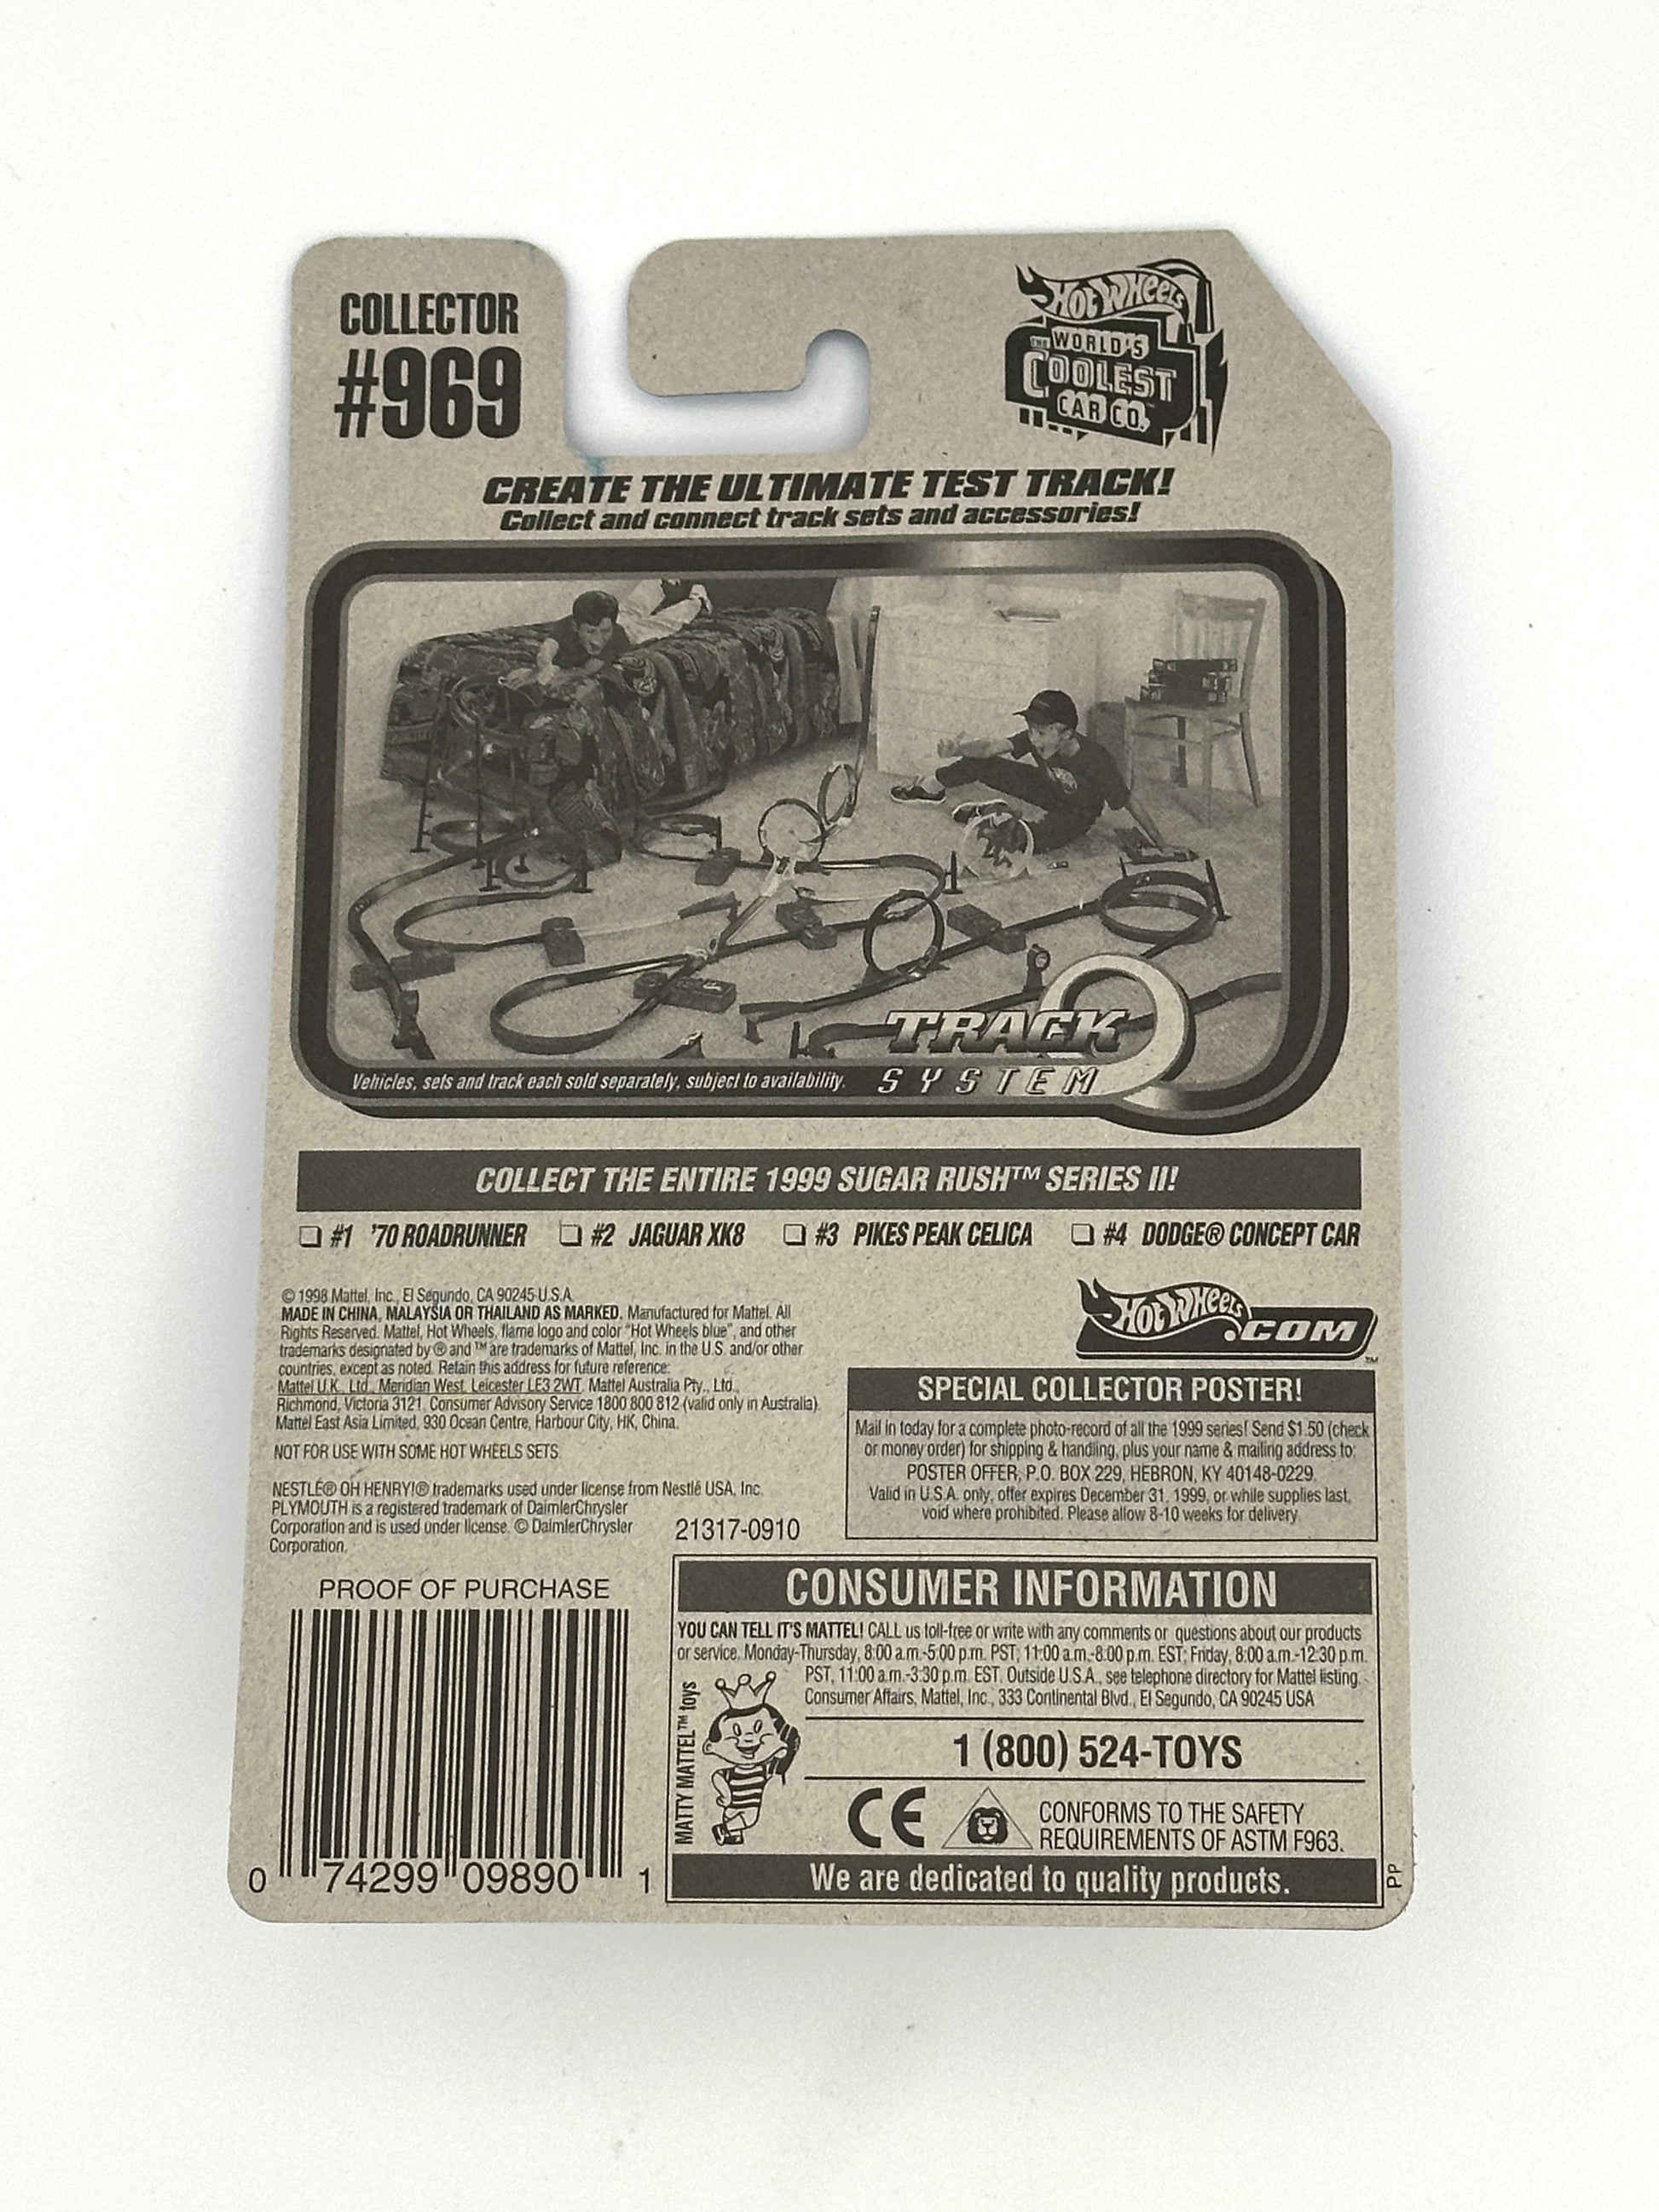 COLLECTOR
#969
HOT WHEELS
THE WORLD'S
COOLEST
CAR CO.™
CREATE THE ULTIMATE TEST TRACK!
Collect and connect track sets and accessories!
TRACK
SYSTEM
Vehicles, sets and track each sold separately, subject to availability.
COLLECT THE ENTIRE 1999 SUGAR RUSH™ SERIES II!
#1 '70 ROADRUNNER #2 JAGUAR XK8 #3 PIKES PEAK CELICA #4 DODGE® CONCEPT CAR
© 1998 Mattel, Inc., El Segundo, CA 90245 U.S.A.
MADE IN CHINA, MALAYSIA OR THAILAND AS MARKED. Manufactured for Mattel. All
Rights Reserved. Mattel, Hot Wheels, flame logo and color "Hot Wheels blue", and other
trademarks designated by ® and ™ are trademarks of Mattel, Inc. in the U.S. and/or other
countries, except as noted. Retain this address for future reference:
Mattel U.K., Ltd., Meridian West, Leicester LE3 2WT. Mattel Australia Pty., Ltd.,
Richmond, Victoria 3121. Consumer Advisory Service 1800 800 812 (valid only in Australia).
Mattel East Asia Limited, 930 Ocean Centre, Harbour City, HK, China.
NOT FOR USE WITH SOME HOT WHEELS SETS.
NESTLÉ® OH HENRY!® trademarks used under license from Nestlé USA, Inc.
PLYMOUTH is a registered trademark of DaimlerChrysler
Corporation and is used under license. © DaimlerChrysler
Corporation.
21317-0910
HOT WHEELS.COM™
SPECIAL COLLECTOR POSTER!
Mail in today for a complete photo-record of all the 1999 series! Send $1.50 (check
or money order) for shipping & handling, plus your name & mailing address to:
POSTER OFFER, P.O. BOX 229, HEBRON, KY 40148-0229.
Valid in U.S.A. only, offer expires December 31, 1999, or while supplies last,
void where prohibited. Please allow 8-10 weeks for delivery.
PROOF OF PURCHASE
0 74299 09890 1
CONSUMER INFORMATION
YOU CAN TELL IT'S MATTEL! CALL us toll-free or write with any comments or questions about our products
or service. Monday-Thursday, 8:00 a.m.-5:00 p.m. PST, 11:00 a.m.-8:00 p.m. EST; Friday, 8:00 a.m.-12:30 p.m.
PST, 11:00 a.m.-3:30 p.m. EST. Outside U.S.A., see telephone directory for Mattel listing.
Consumer Affairs, Mattel, Inc., 333 Continental Blvd., El Segundo, CA 90245 USA
MATTY MATTEL™ toys
1 (800) 524-TOYS
CE
CONFORMS TO THE SAFETY
REQUIREMENTS OF ASTM F963.
We are dedicated to quality products.
PP